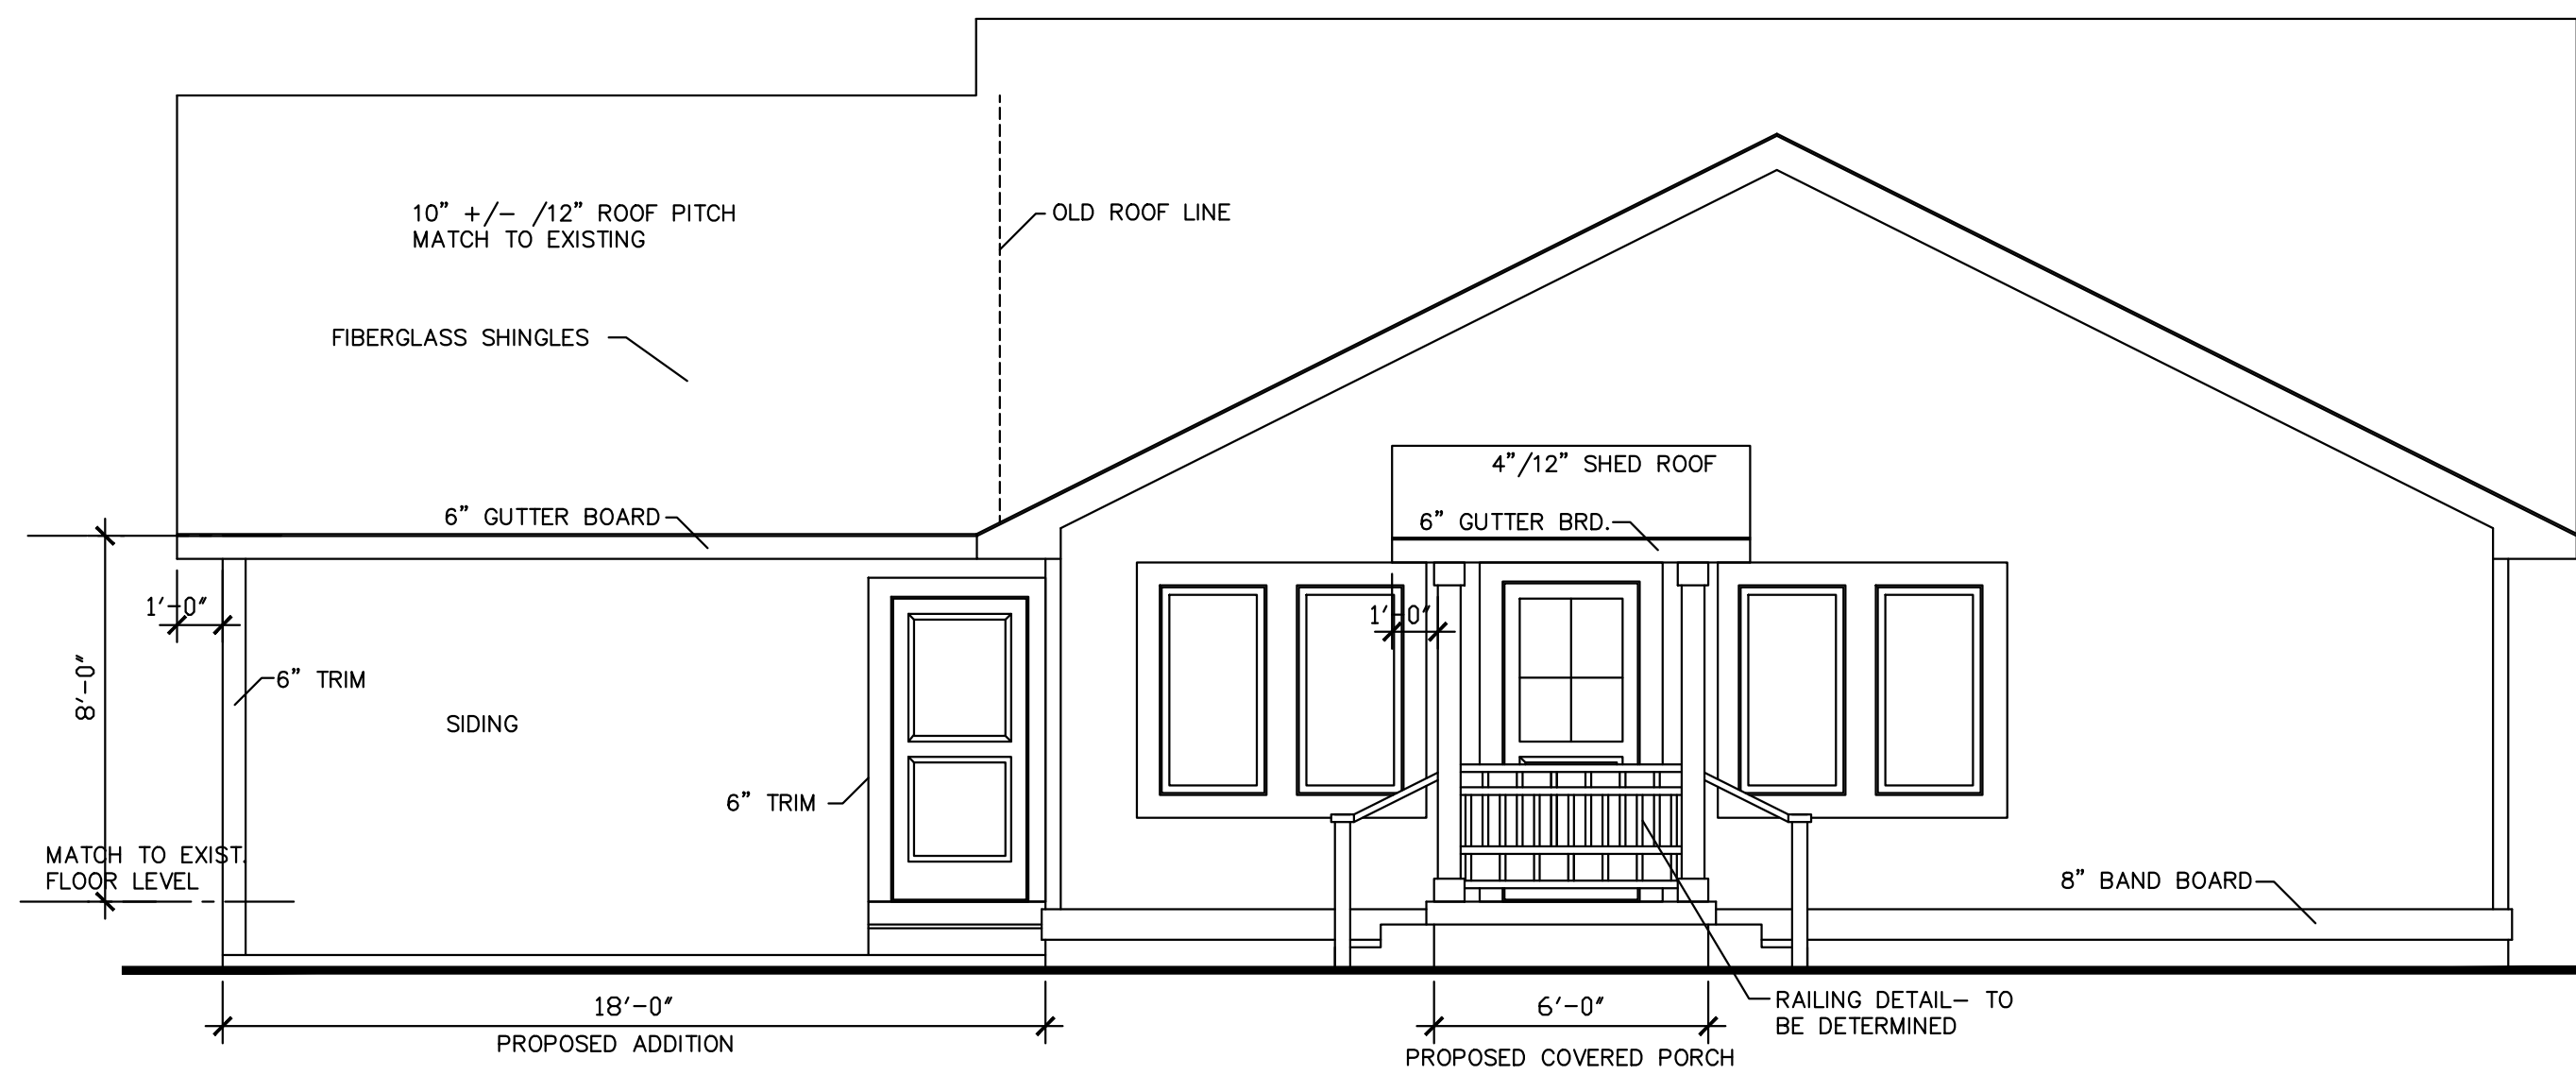 10” +/– /12” ROOF PITCH
MATCH TO EXISTING
OLD ROOF LINE
FIBERGLASS SHINGLES
4”/12” SHED ROOF
6” GUTTER BOARD
6” GUTTER BRD.
1'-0"
1'-0"
8'-0"
6” TRIM
SIDING
6” TRIM
MATCH TO EXIST.
FLOOR LEVEL
8” BAND BOARD
18'-0"
PROPOSED ADDITION
6'-0"
PROPOSED COVERED PORCH
RAILING DETAIL– TO
BE DETERMINED